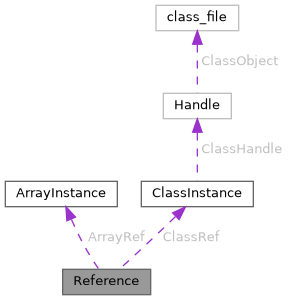 class_file
ClassObject
Handle
ClassHandle
ArrayInstance ClassInstance
ArrayRef ClassRef
Reference